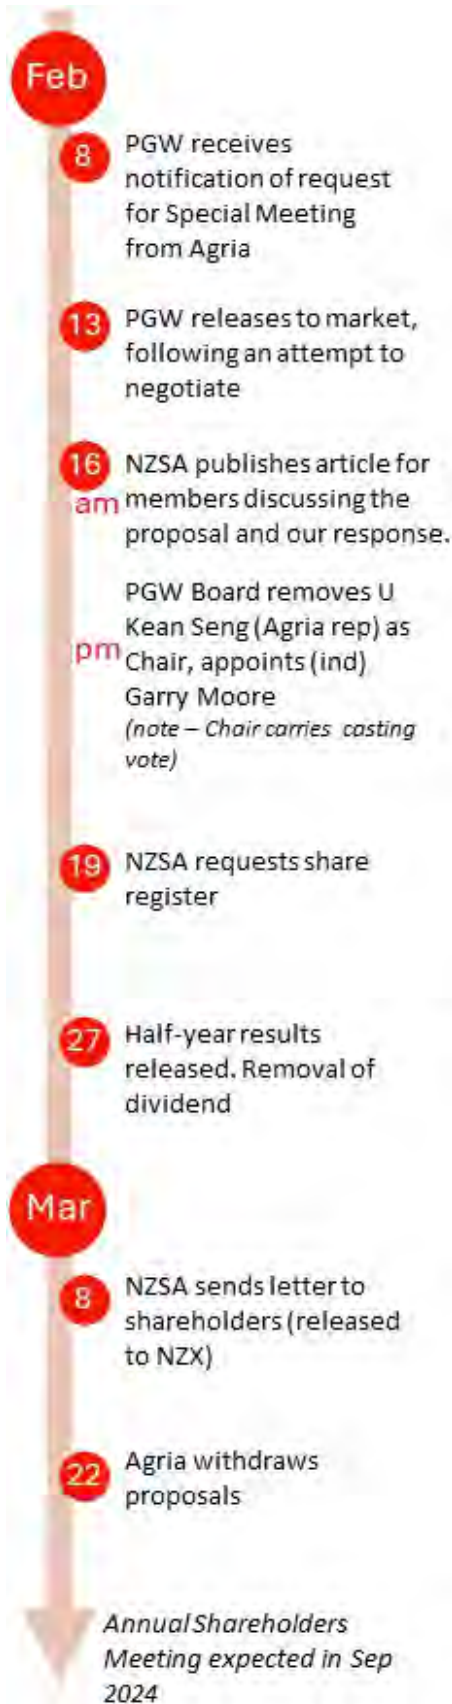 Feb
8
PGW receives
notification of request
for Special Meeting
from Agria
13
PGW releases to market,
following an attempt to
negotiate
16
am
NZSA publishes article for
members discussing the
proposal and our response.
pm
PGW Board removes U
Kean Seng (Agria rep) as
Chair, appoints (ind)
Garry Moore
(note – Chair carries casting
vote)
19
NZSA requests share
register
27
Half-year results
released. Removal of
dividend
Mar
8
NZSA sends letter to
shareholders (released
to NZX)
22
Agria withdraws
proposals
Annual Shareholders
Meeting expected in Sep
2024